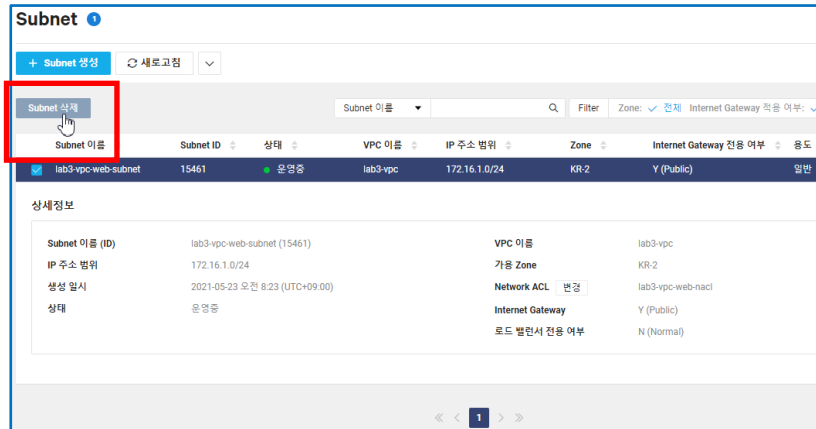 Subnet 1
+ Subnet 생성 새로고침
Subnet 삭제 Subnet 이름 Filter Zone: 전체 Internet Gateway 적용 여부:
Subnet 이름 Subnet ID 상태 VPC 이름 IP 주소 범위 Zone Internet Gateway 전용 여부 용도
lab3-vpc-web-subnet 15461 운영중 lab3-vpc 172.16.1.0/24 KR-2 Y (Public) 일반
상세정보
Subnet 이름 (ID) lab3-vpc-web-subnet (15461) VPC 이름 lab3-vpc
IP 주소 범위 172.16.1.0/24 가용 Zone KR-2
생성 일시 2021-05-23 오전 8:23 (UTC+09:00) Network ACL 변경 lab3-vpc-web-nacl
상태 운영중 Internet Gateway Y (Public)
로드 밸런서 전용 여부 N (Normal)
« < 1 > »